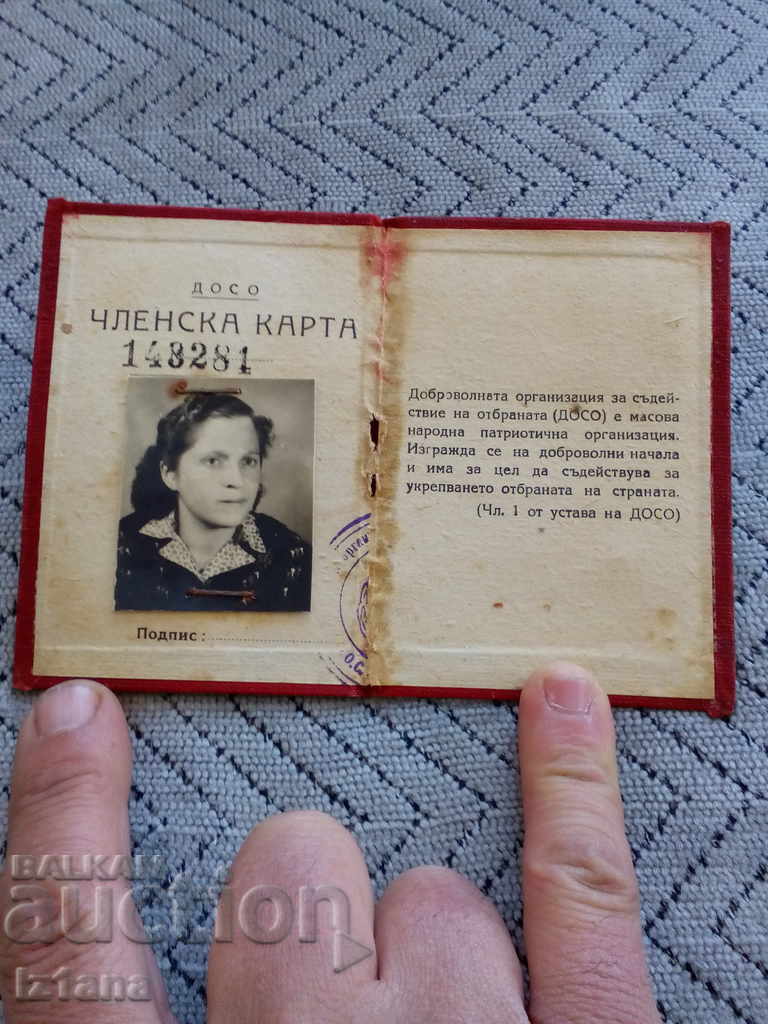 ДОСО
ЧЛЕНСКА КАРТА
143281
Подпис:
Доброволната организация за съдей-
ствие на отбраната (ДОСО) е масова
народна патриотична организация.
Изгражда се на доброволни начала
и има за цел да съдействува за
укрепването отбраната на страната.
(Чл. 1 от устава на ДОСО)
BALKAN
auction
iz1ana